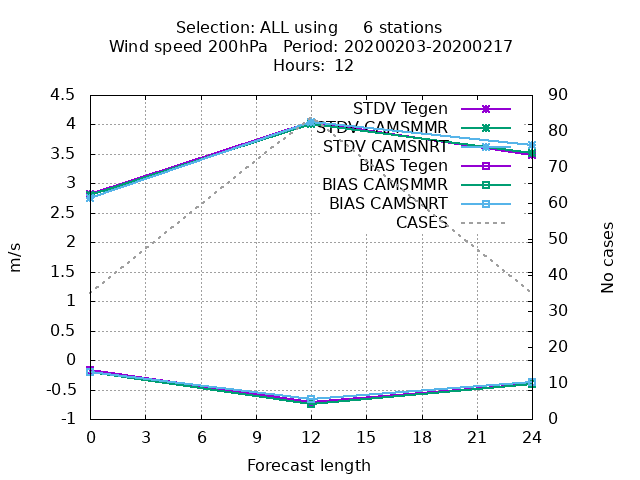 Selection: ALL using 6 stations
Wind speed 200hPa Period: 20200203-20200217
Hours: 12
4.5
4
3.5
3
2.5
2
1.5
1
0.5
0
-0.5
-1
m/s
STDV Tegen
STDV CAMSMMR
STDV CAMSNRT
BIAS Tegen
BIAS CAMSMMR
BIAS CAMSNRT
CASES
90
80
70
60
50
40
30
20
10
0
No cases
0 3 6 9 12 15 18 21 24
Forecast length